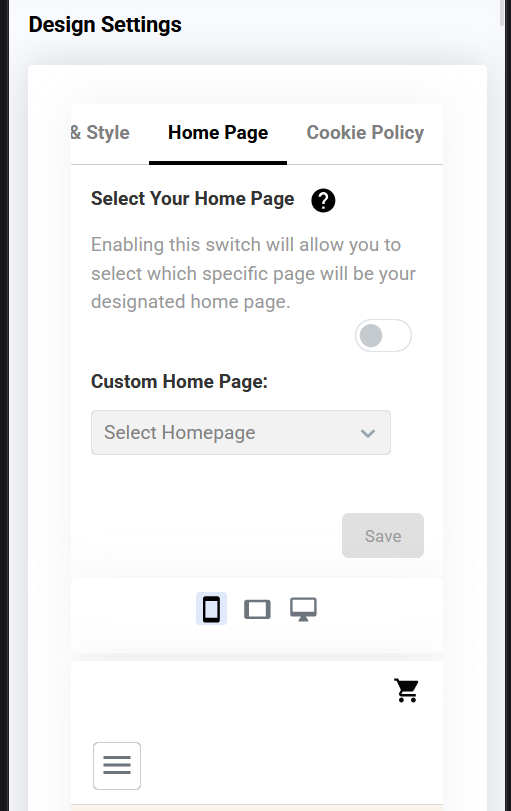 Design Settings
& Style Home Page Cookie Policy
Select Your Home Page ?
Enabling this switch will allow you to
select which specific page will be your
designated home page.
Custom Home Page:
Select Homepage
Save